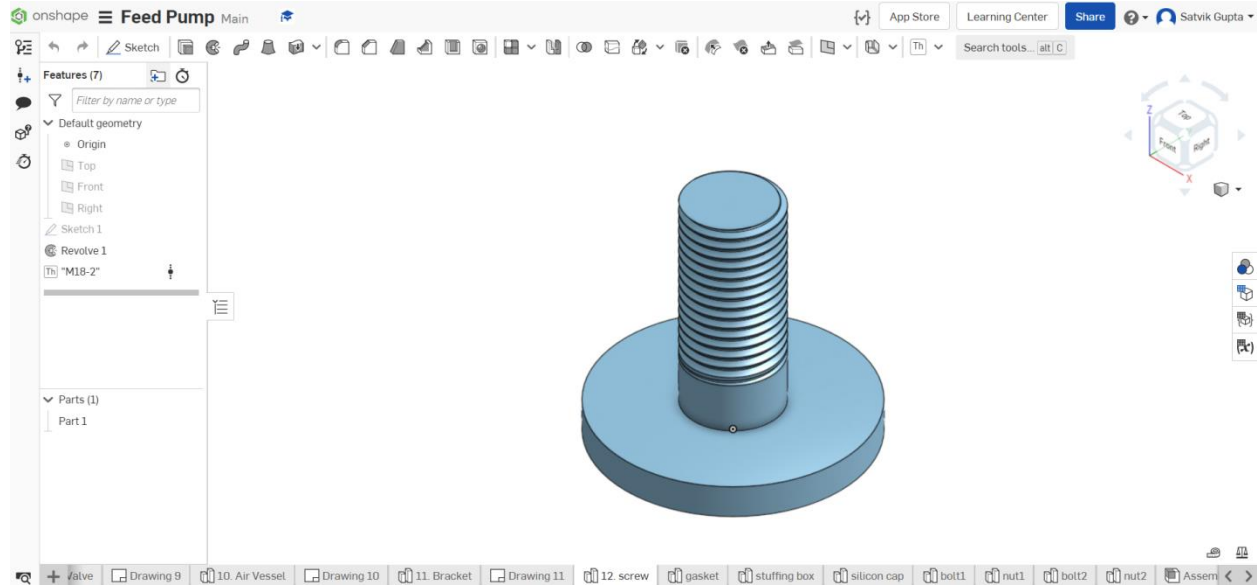 onshape Feed Pump Main App Store Learning Center Share Satvik Gupta
Sketch Th Search tools... alt C
Features (7)
Filter by name or type
Default geometry
Origin
Top
Front
Right
Sketch 1
Revolve 1
Th "M18-2"
Parts (1)
Part 1
Z
Top
Front Right
X
Valve Drawing 9 10. Air Vessel Drawing 10 11. Bracket Drawing 11 12. screw gasket stuffing box silicon cap bolt1 nut1 bolt2 nut2 Assem